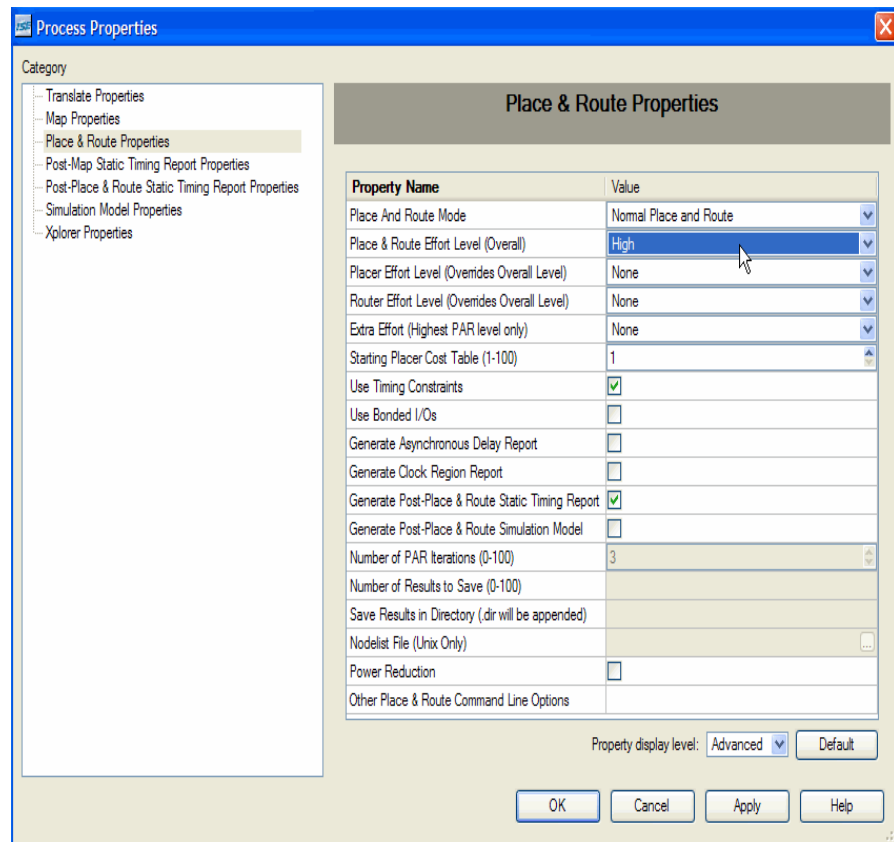 ISE Process Properties
Category
Translate Properties
Map Properties
Place & Route Properties
Post-Map Static Timing Report Properties
Post-Place & Route Static Timing Report Properties
Simulation Model Properties
Xplorer Properties
Place & Route Properties
Property Name Value
Place And Route Mode Normal Place and Route
Place & Route Effort Level (Overall) High
Placer Effort Level (Overrides Overall Level) None
Router Effort Level (Overrides Overall Level) None
Extra Effort (Highest PAR level only) None
Starting Placer Cost Table (1-100) 1
Use Timing Constraints
Use Bonded I/Os
Generate Asynchronous Delay Report
Generate Clock Region Report
Generate Post-Place & Route Static Timing Report
Generate Post-Place & Route Simulation Model
Number of PAR Iterations (0-100) 3
Number of Results to Save (0-100)
Save Results in Directory (.dir will be appended)
Nodelist File (Unix Only) ...
Power Reduction
Other Place & Route Command Line Options
Property display level: Advanced Default
OK Cancel Apply Help